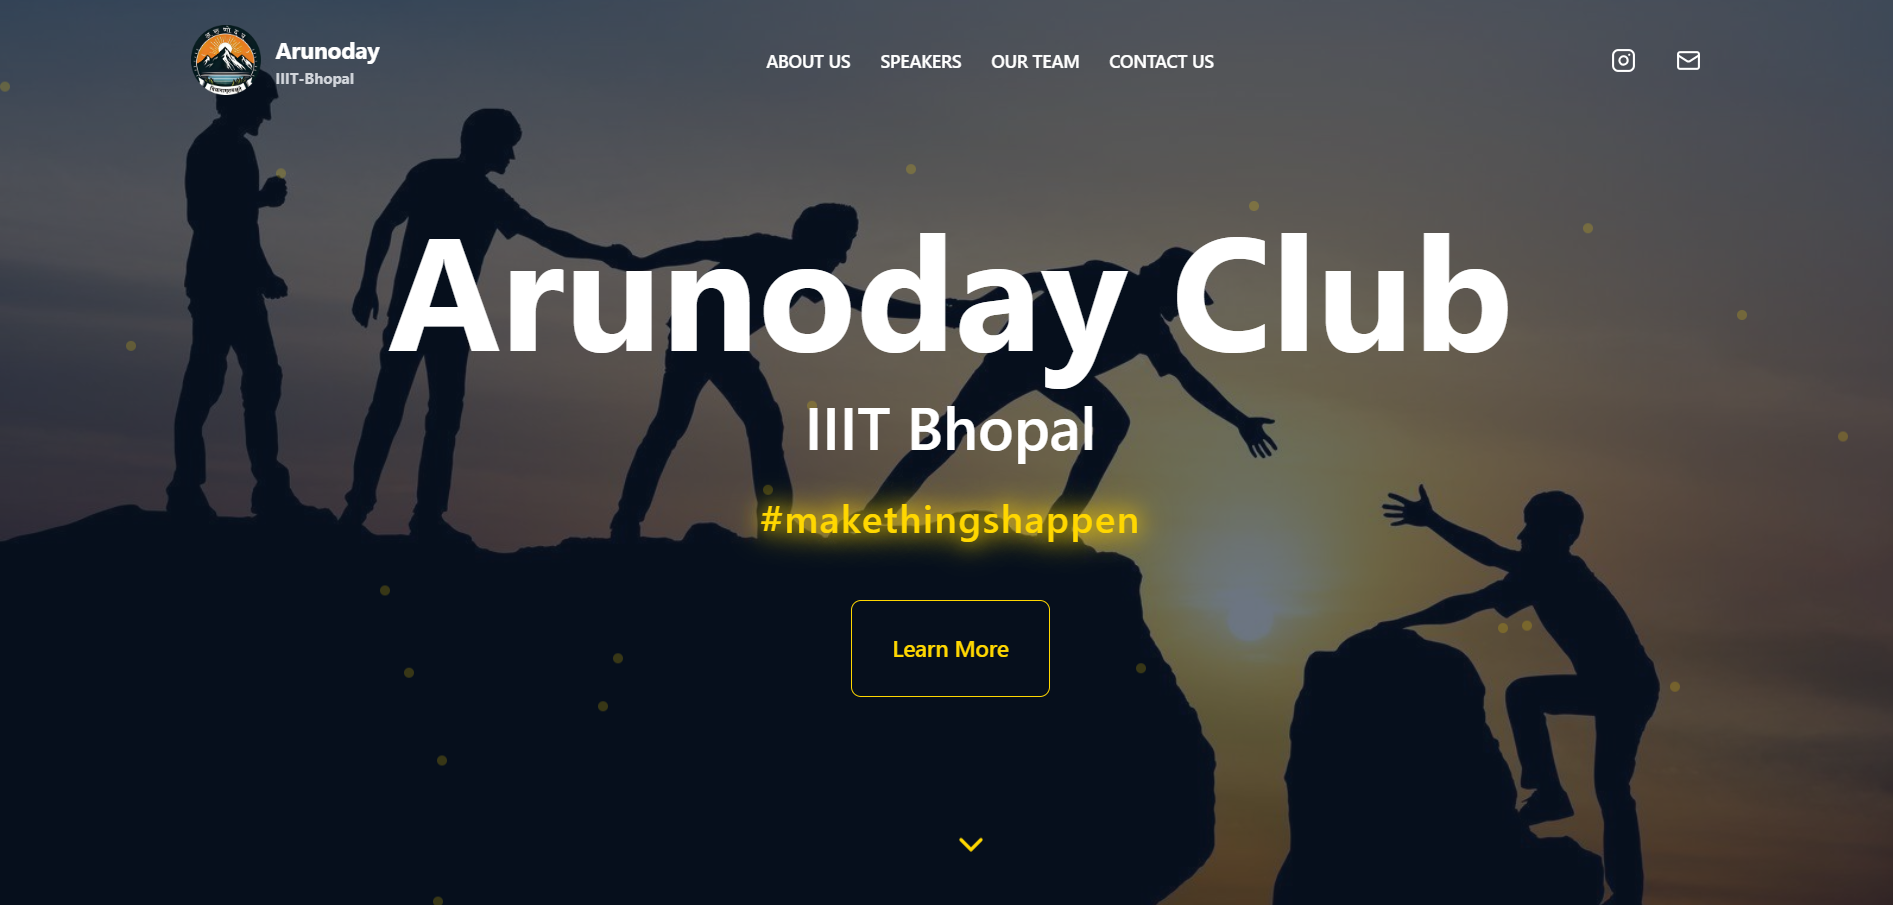 अ रु णो द य
Arunoday
IIIT-Bhopal
ABOUT US
SPEAKERS
OUR TEAM
CONTACT US
Arunoday Club
IIIT Bhopal
#makethingshappen
Learn More